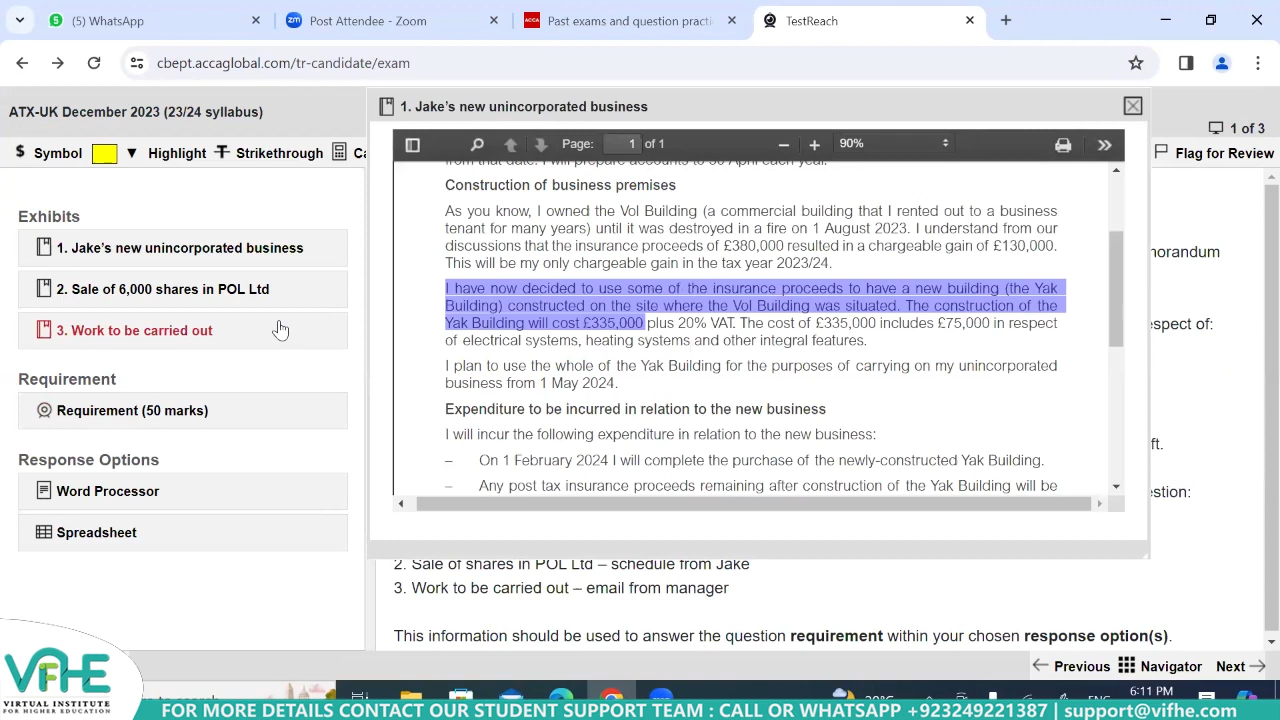 (5) WhatsApp
Post Attendee - Zoom
ACCA
Past exams and question practi
TestReach
cbept.accaglobal.com/tr-candidate/exam
ATX-UK December 2023 (23/24 syllabus)
1. Jake's new unincorporated business
1 of 3
$ Symbol
Highlight
Strikethrough
Ca
Page: 1 of 1
90%
Flag for Review
from that date. I will prepare accounts to 30 April each year.
Exhibits
Construction of business premises
As you know, I owned the Vol Building (a commercial building that I rented out to a business
tenant for many years) until it was destroyed in a fire on 1 August 2023. I understand from our
discussions that the insurance proceeds of £380,000 resulted in a chargeable gain of £130,000.
This will be my only chargeable gain in the tax year 2023/24.
1. Jake's new unincorporated business
morandum
I have now decided to use some of the insurance proceeds to have a new building (the Yak
Building) constructed on the site where the Vol Building was situated. The construction of the
Yak Building will cost £335,000 plus 20% VAT. The cost of £335,000 includes £75,000 in respect
of electrical systems, heating systems and other integral features.
2. Sale of 6,000 shares in POL Ltd
3. Work to be carried out
espect of:
I plan to use the whole of the Yak Building for the purposes of carrying on my unincorporated
business from 1 May 2024.
Requirement
Requirement (50 marks)
Expenditure to be incurred in relation to the new business
I will incur the following expenditure in relation to the new business:
ft.
– On 1 February 2024 I will complete the purchase of the newly-constructed Yak Building.
– Any post tax insurance proceeds remaining after construction of the Yak Building will be
Response Options
Word Processor
stion:
Spreadsheet
2. Sale of shares in POL Ltd – schedule from Jake
3. Work to be carried out – email from manager
This information should be used to answer the question requirement within your chosen response option(s).
Previous
Navigator
Next
VFHE
VIRTUAL INSTITUTE
FOR HIGHER EDUCATION
ENG
6:11 PM
FOR MORE DETAILS CONTACT OUR STUDENT SUPPORT TEAM : CALL OR WHATSAPP +923249221387 | support@vifhe.com